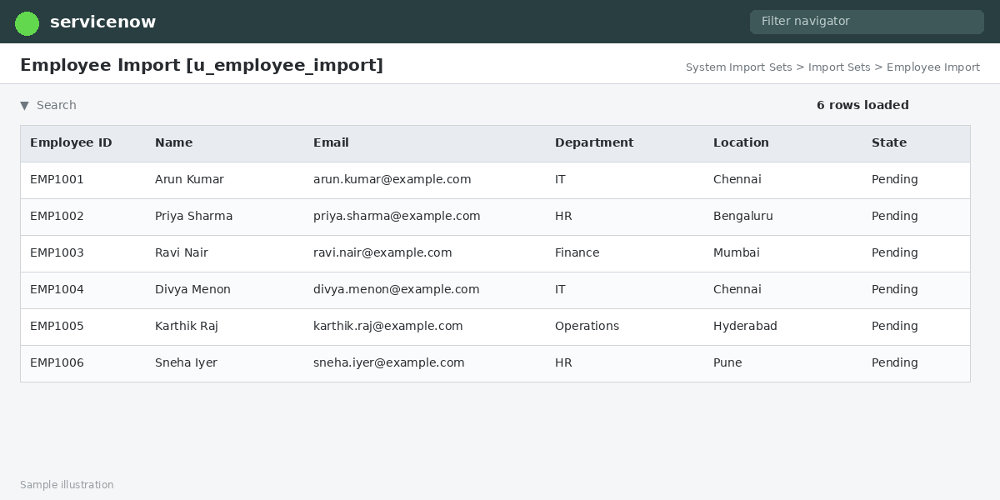 servicenow Filter navigator
Employee Import [u_employee_import] System Import Sets > Import Sets > Employee Import
▼ Search 6 rows loaded
Employee ID Name Email Department Location State
EMP1001 Arun Kumar arun.kumar@example.com IT Chennai Pending
EMP1002 Priya Sharma priya.sharma@example.com HR Bengaluru Pending
EMP1003 Ravi Nair ravi.nair@example.com Finance Mumbai Pending
EMP1004 Divya Menon divya.menon@example.com IT Chennai Pending
EMP1005 Karthik Raj karthik.raj@example.com Operations Hyderabad Pending
EMP1006 Sneha Iyer sneha.iyer@example.com HR Pune Pending
Sample illustration